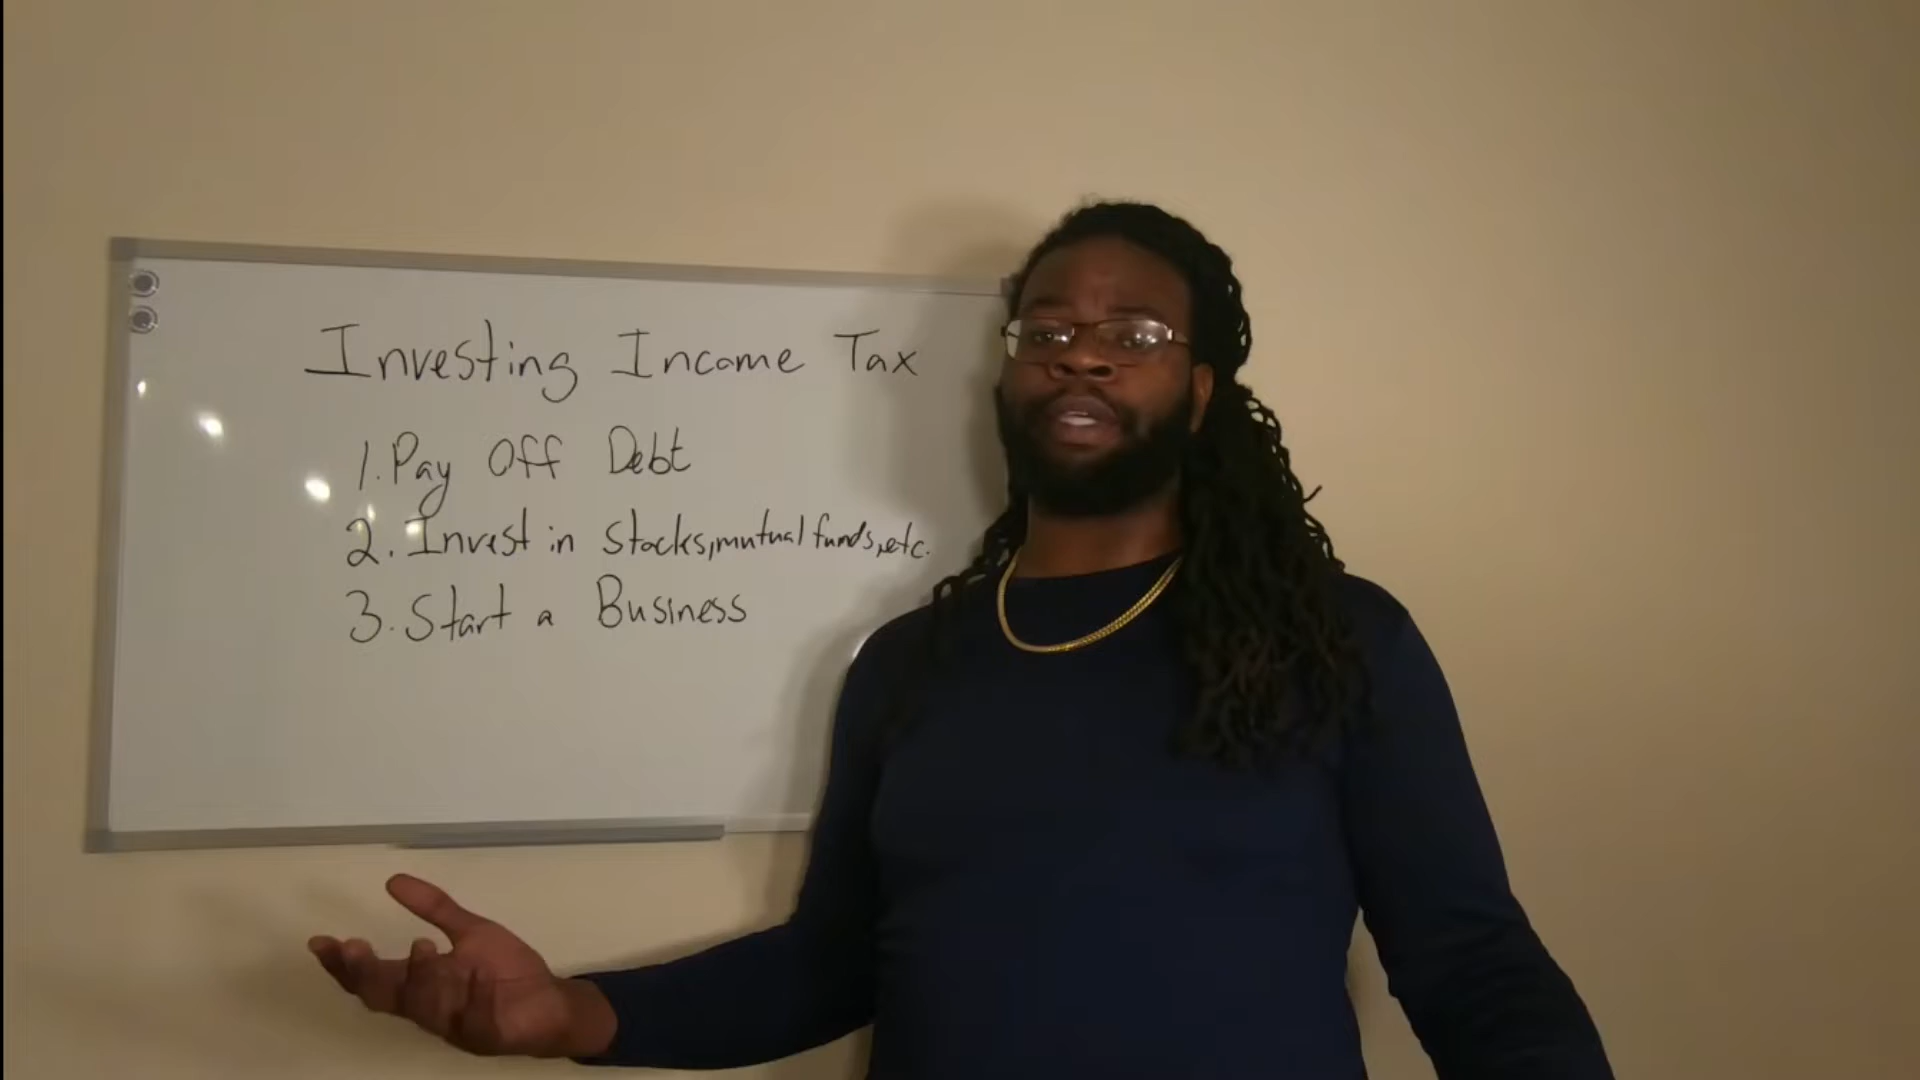 Investing Income Tax
1. Pay Off Debt
2. Invest in stocks, mutual funds, etc.
3. Start a Business